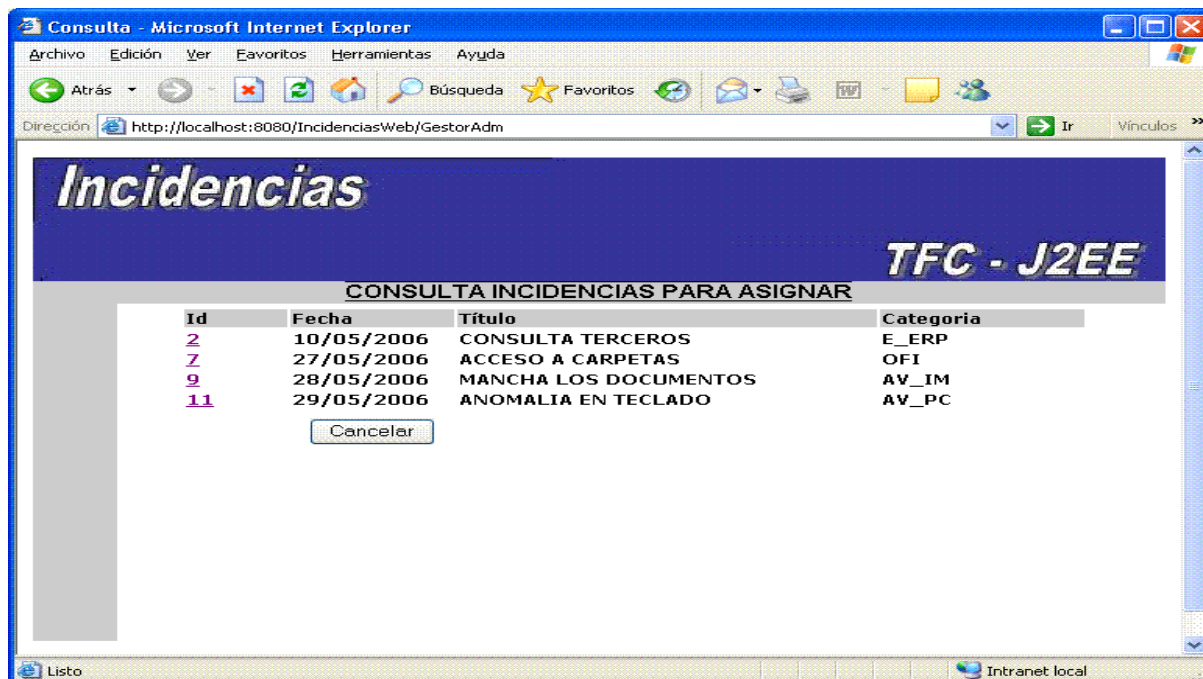 Consulta - Microsoft Internet Explorer
Archivo Edición Ver Favoritos Herramientas Ayuda
Atrás Búsqueda Favoritos
Dirección http://localhost:8080/IncidenciasWeb/GestorAdm Ir Vínculos »
Incidencias
TFC - J2EE
CONSULTA INCIDENCIAS PARA ASIGNAR
Id Fecha Título Categoria
2 10/05/2006 CONSULTA TERCEROS E_ERP
7 27/05/2006 ACCESO A CARPETAS OFI
9 28/05/2006 MANCHA LOS DOCUMENTOS AV_IM
11 29/05/2006 ANOMALIA EN TECLADO AV_PC
Cancelar
Listo Intranet local